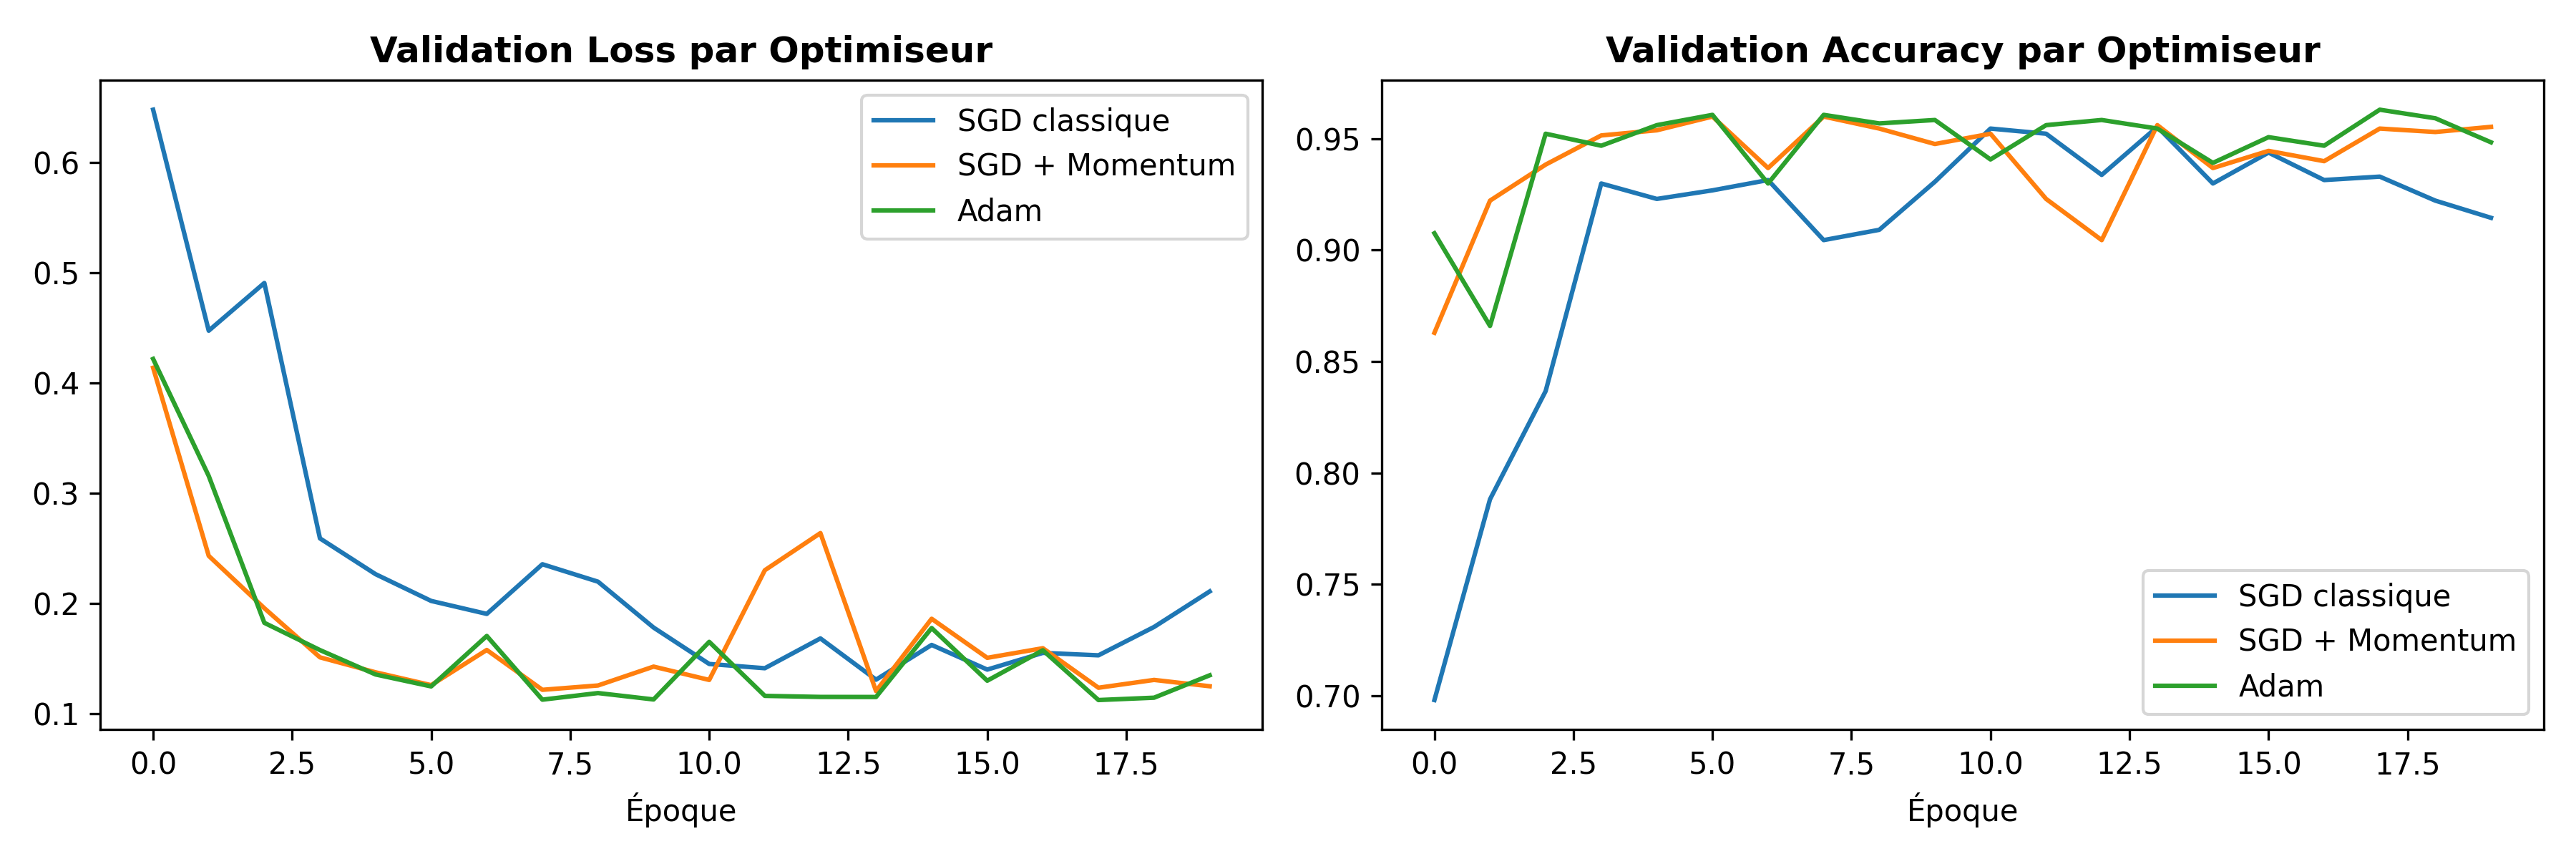 Validation Loss par Optimiseur
SGD classique
SGD + Momentum
Adam
0.6
0.5
0.4
0.3
0.2
0.1
0.0 2.5 5.0 7.5 10.0 12.5 15.0 17.5
Époque
Validation Accuracy par Optimiseur
0.95
0.90
0.85
0.80
0.75
0.70
SGD classique
SGD + Momentum
Adam
0.0 2.5 5.0 7.5 10.0 12.5 15.0 17.5
Époque